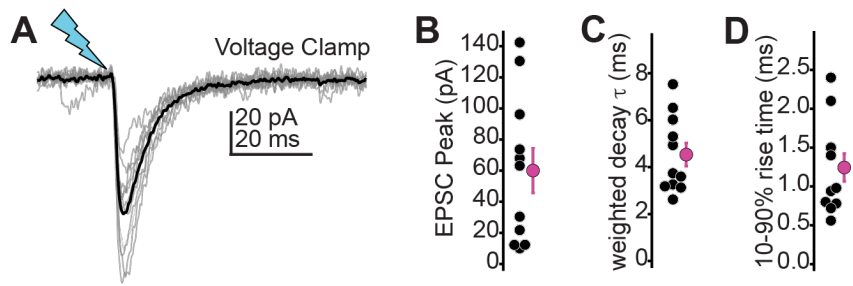 A
Voltage Clamp
20 pA
20 ms
B
EPSC Peak (pA)
140
120
100
80
60
40
20
0
C
weighted decay τ (ms)
8
6
4
2
0
D
10-90% rise time (ms)
2.5
2.0
1.5
1.0
0.5
0.0